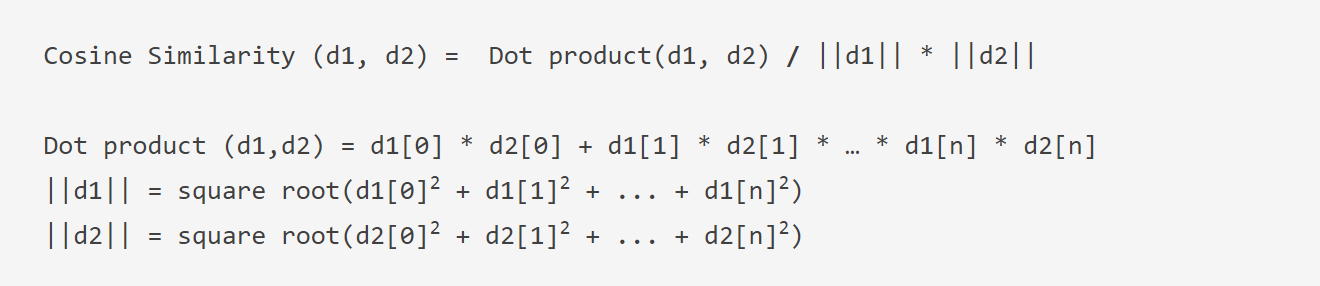 Cosine Similarity (d1, d2) =  Dot product(d1, d2) / ||d1|| * ||d2||
Dot product (d1,d2) = d1[0] * d2[0] + d1[1] * d2[1] * … * d1[n] * d2[n]
||d1|| = square root(d1[0]² + d1[1]² + ... + d1[n]²)
||d2|| = square root(d2[0]² + d2[1]² + ... + d2[n]²)